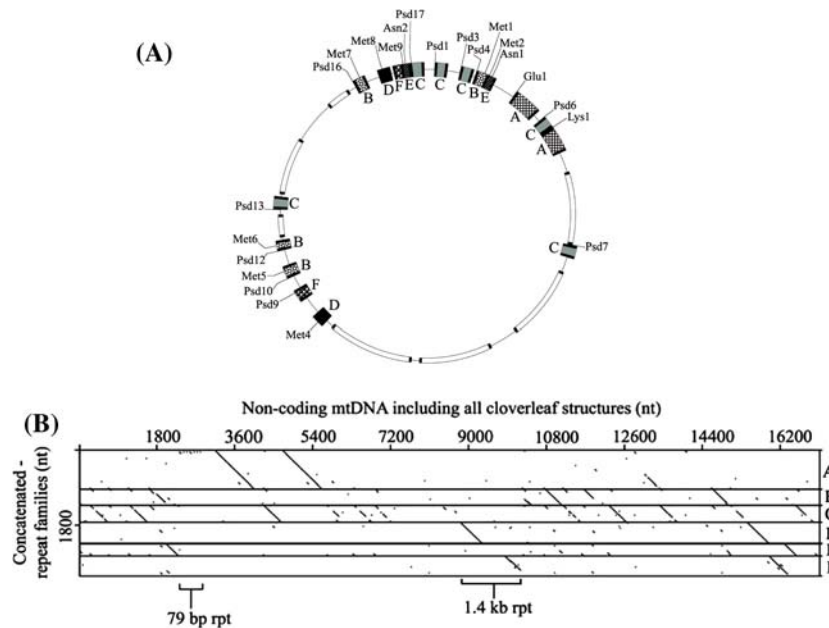 (A)
Psd17
Asn2
Met8
Met9
Met7
Psd16
Psd1
Psd3
Psd4
Met1
Met2
Asn1
Glu1
Psd6
Lys1
B
D
F
E
C
C
C
B
E
A
C
A
Psd13
C
C
Psd7
Met6
B
Psd12
B
Met5
Psd10
F
Psd9
D
Met4
(B)
Non-coding mtDNA including all cloverleaf structures (nt)
1800 3600 5400 7200 9000 10800 12600 14400 16200
Concatenated -
repeat families (nt)
1800
A
79 bp rpt
1.4 kb rpt